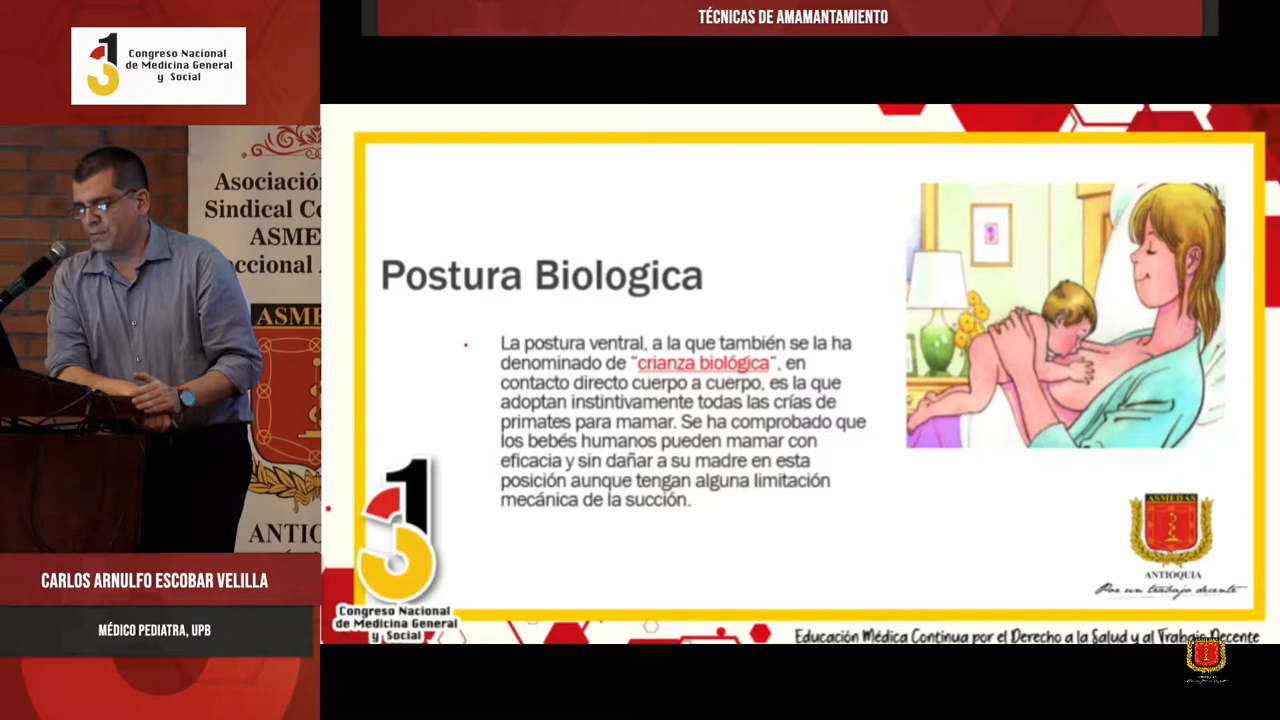 TÉCNICAS DE AMAMANTAMIENTO
Congreso Nacional
de Medicina General
y Social
Asociación
Sindical Co
ASME
ccional
ASME
ANTIO
CARLOS ARNULFO ESCOBAR VELILLA
MÉDICO PEDIATRA, UPB
Postura Biologica
La postura ventral, a la que también se la ha
denominado de "crianza biológica", en
contacto directo cuerpo a cuerpo, es la que
adoptan instintivamente todas las crías de
primates para mamar. Se ha comprobado que
los bebés humanos pueden mamar con
eficacia y sin dañar a su madre en esta
posición aunque tengan alguna limitación
mecánica de la succión.
13
Congreso Nacional
de Medicina General
y Social
ASMEDAS
ANTIOQUIA
Por un trabajo decente
Educación Médica Continua por el Derecho a la Salud y al Trabajo Decente